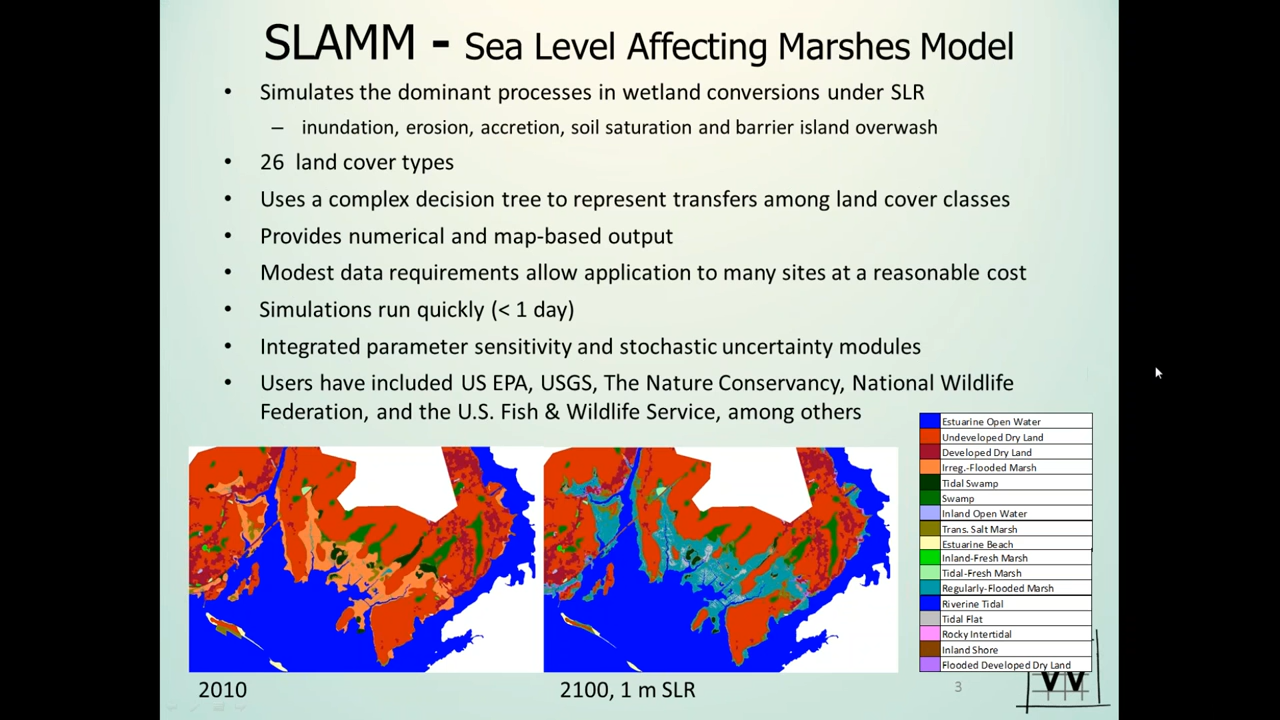 SLAMM - Sea Level Affecting Marshes Model
• Simulates the dominant processes in wetland conversions under SLR
– inundation, erosion, accretion, soil saturation and barrier island overwash
• 26 land cover types
• Uses a complex decision tree to represent transfers among land cover classes
• Provides numerical and map-based output
• Modest data requirements allow application to many sites at a reasonable cost
• Simulations run quickly (< 1 day)
• Integrated parameter sensitivity and stochastic uncertainty modules
• Users have included US EPA, USGS, The Nature Conservancy, National Wildlife
Federation, and the U.S. Fish & Wildlife Service, among others
Estuarine Open Water
Undeveloped Dry Land
Developed Dry Land
Irreg.-Flooded Marsh
Tidal Swamp
Swamp
Inland Open Water
Trans. Salt Marsh
Estuarine Beach
Inland-Fresh Marsh
Tidal-Fresh Marsh
Regularly-Flooded Marsh
Riverine Tidal
Tidal Flat
Rocky Intertidal
Inland Shore
Flooded Developed Dry Land
2010
2100, 1 m SLR
3